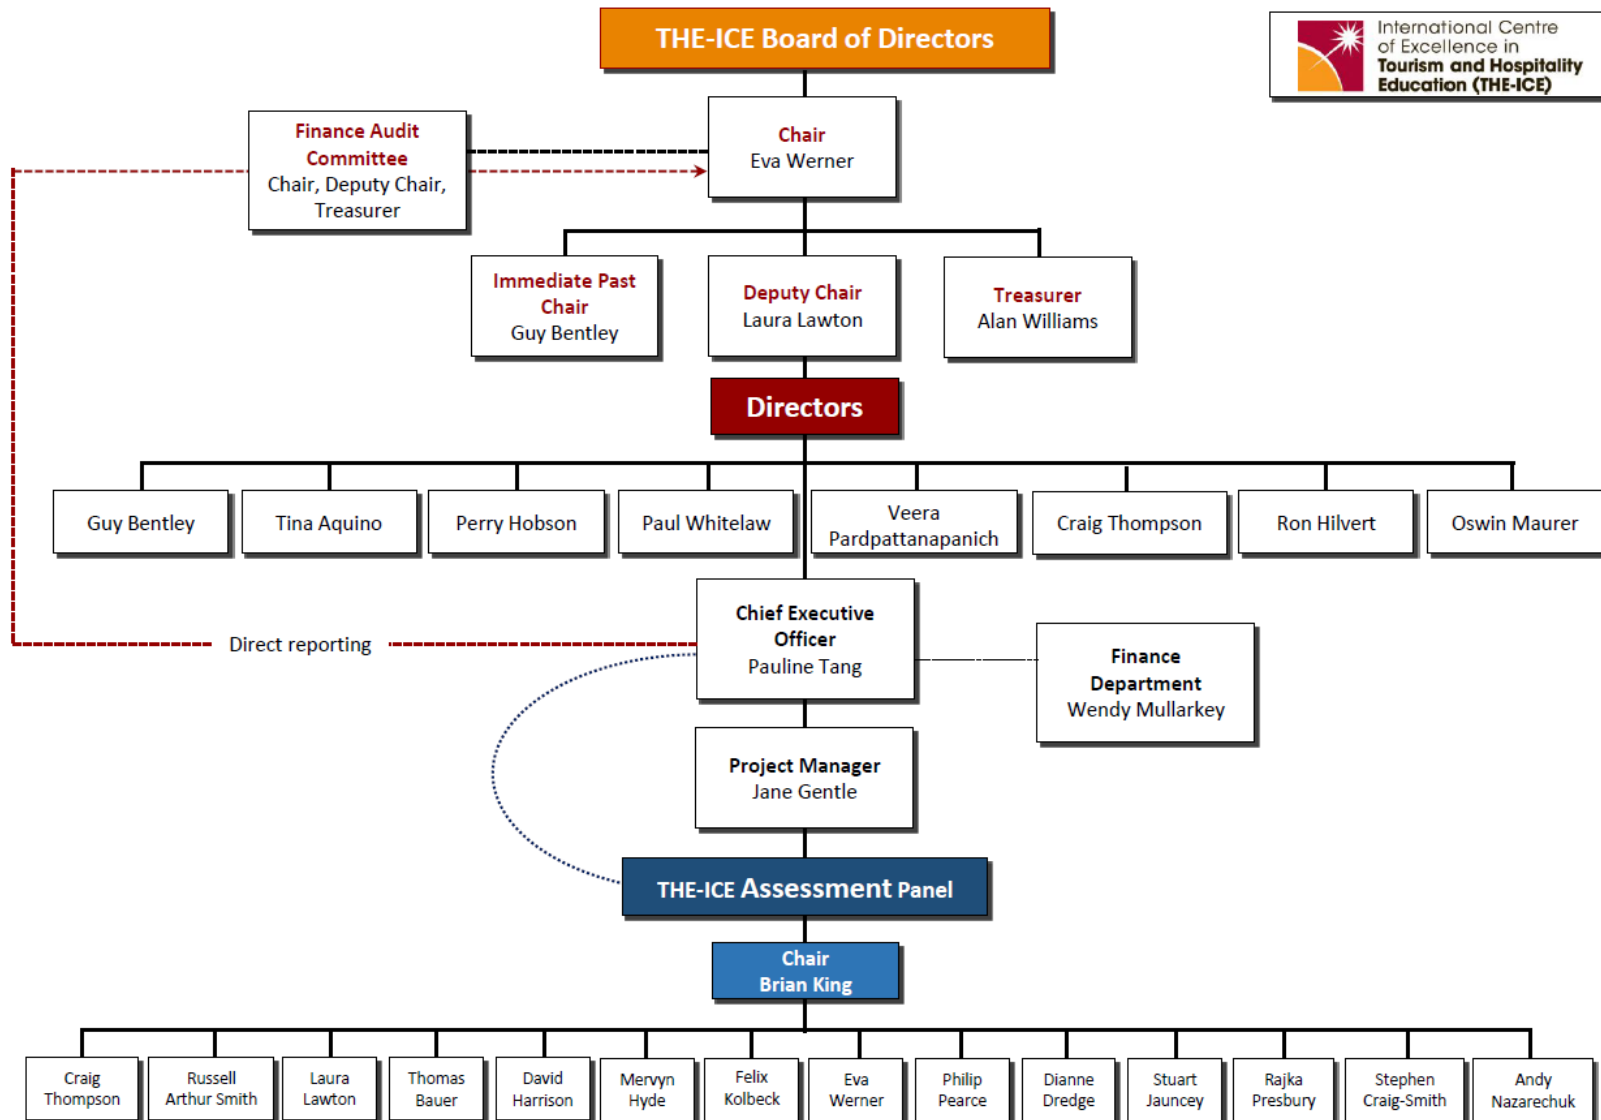 THE-ICE Board of Directors
International Centre
of Excellence in
Tourism and Hospitality
Education (THE-ICE)
Finance Audit
Committee
Chair, Deputy Chair,
Treasurer
Chair
Eva Werner
Immediate Past
Chair
Guy Bentley
Deputy Chair
Laura Lawton
Treasurer
Alan Williams
Directors
Guy Bentley
Tina Aquino
Perry Hobson
Paul Whitelaw
Veera
Pardpattanapanich
Craig Thompson
Ron Hilvert
Oswin Maurer
Chief Executive
Officer
Pauline Tang
Direct reporting
Finance
Department
Wendy Mullarkey
Project Manager
Jane Gentle
THE-ICE Assessment Panel
Chair
Brian King
Craig
Thompson
Russell
Arthur Smith
Laura
Lawton
Thomas
Bauer
David
Harrison
Mervyn
Hyde
Felix
Kolbeck
Eva
Werner
Philip
Pearce
Dianne
Dredge
Stuart
Jauncey
Rajka
Presbury
Stephen
Craig-Smith
Andy
Nazarechuk